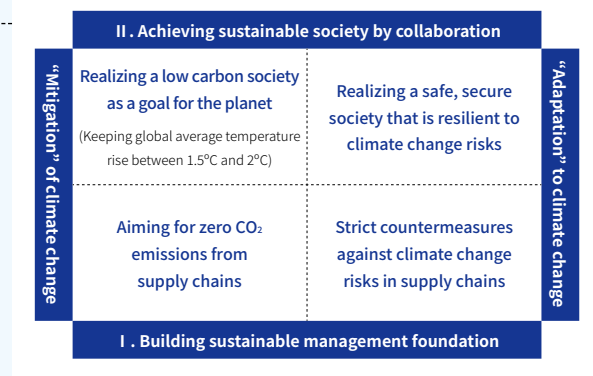 II . Achieving sustainable society by collaboration
“Mitigation” of climate change
Realizing a low carbon society
as a goal for the planet
(Keeping global average temperature
rise between 1.5℃ and 2℃)
Realizing a safe, secure
society that is resilient to
climate change risks
“Adaptation” to climate change
Aiming for zero CO₂
emissions from
supply chains
Strict countermeasures
against climate change
risks in supply chains
I . Building sustainable management foundation